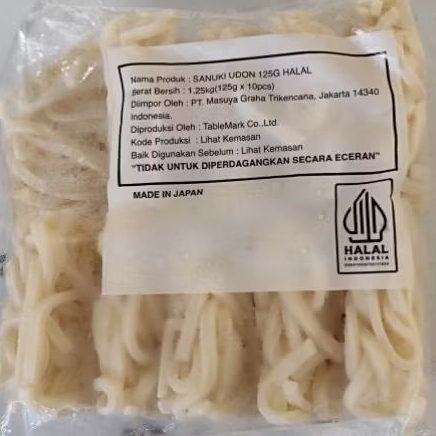 Nama Produk : SANUKI UDON 125G HALAL
Berat Bersih : 1.25kg(125g x 10pcs)
Diimpor Oleh : PT. Masuya Graha Trikencana, Jakarta 14340
Indonesia.
Diproduksi Oleh : TableMark Co.,Ltd.
Kode Produksi : Lihat Kemasan
Baik Digunakan Sebelum : Lihat Kemasan
"TIDAK UNTUK DIPERDAGANGKAN SECARA ECERAN"
MADE IN JAPAN
HALAL
INDONESIA